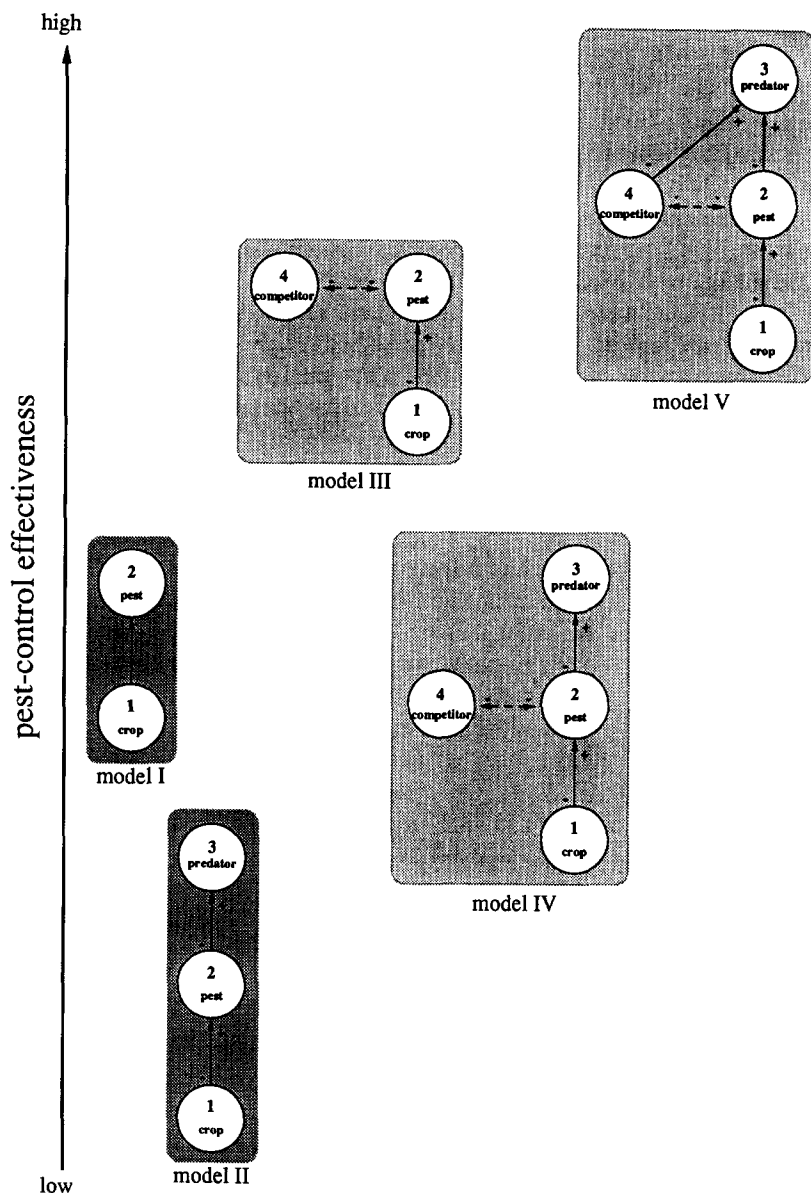 high
pest-control effectiveness
low
3
predator
+
+
-
-
4
competitor
-
-
2
pest
+
-
1
crop
model V
4
competitor
-
-
2
pest
+
-
1
crop
model III
2
pest
1
crop
model I
3
predator
+
-
4
competitor
-
-
2
pest
+
-
1
crop
model IV
3
predator
2
pest
1
crop
model II